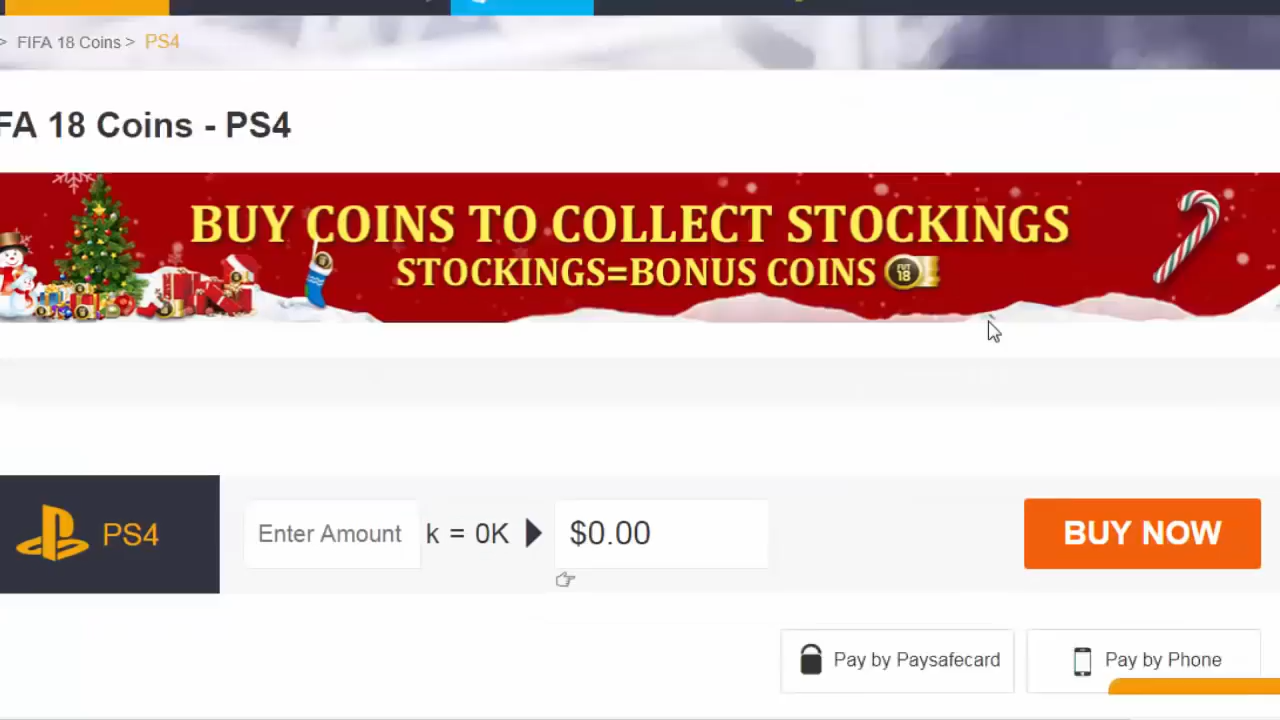 > FIFA 18 Coins > PS4
FA 18 Coins - PS4
BUY COINS TO COLLECT STOCKINGS
STOCKINGS=BONUS COINS
FUT
18
PS4
Enter Amount k = 0K $0.00
BUY NOW
Pay by Paysafecard
Pay by Phone